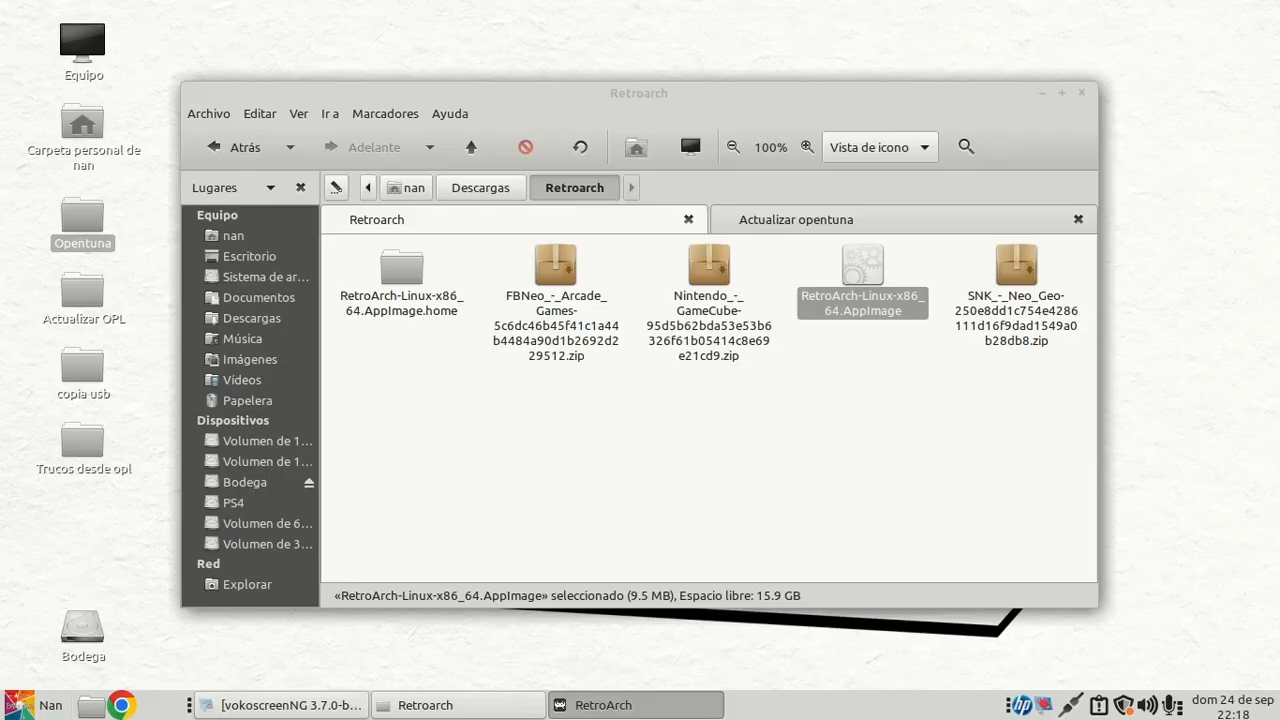 Equipo
Carpeta personal de
nan
Opentuna
Actualizar OPL
copia usb
Trucos desde opl
Bodega
Retroarch
Archivo Editar Ver Ir a Marcadores Ayuda
Atrás Adelante 100% Vista de icono
Lugares nan Descargas Retroarch
Retroarch Actualizar opentuna
Equipo
nan
Escritorio
Sistema de ar...
Documentos
Descargas
Música
Imágenes
Vídeos
Papelera
Dispositivos
Volumen de 1...
Volumen de 1...
Bodega
PS4
Volumen de 6...
Volumen de 3...
Red
Explorar
RetroArch-Linux-x86_
64.AppImage.home
FBNeo_-_Arcade_
Games-
5c6dc46b45f41c1a44
b4484a90d1b2692d2
29512.zip
Nintendo_-_
GameCube-
95d5b62bda53e53b6
326f61b05414c8e69
e21cd9.zip
RetroArch-Linux-x86_
64.AppImage
SNK_-_Neo_Geo-
250e8dd1c754e4286
111d16f9dad1549a0
b28db8.zip
«RetroArch-Linux-x86_64.AppImage» seleccionado (9.5 MB), Espacio libre: 15.9 GB
Nan [vokoscreenNG 3.7.0-b... Retroarch RetroArch hp dom 24 de sep
22:18